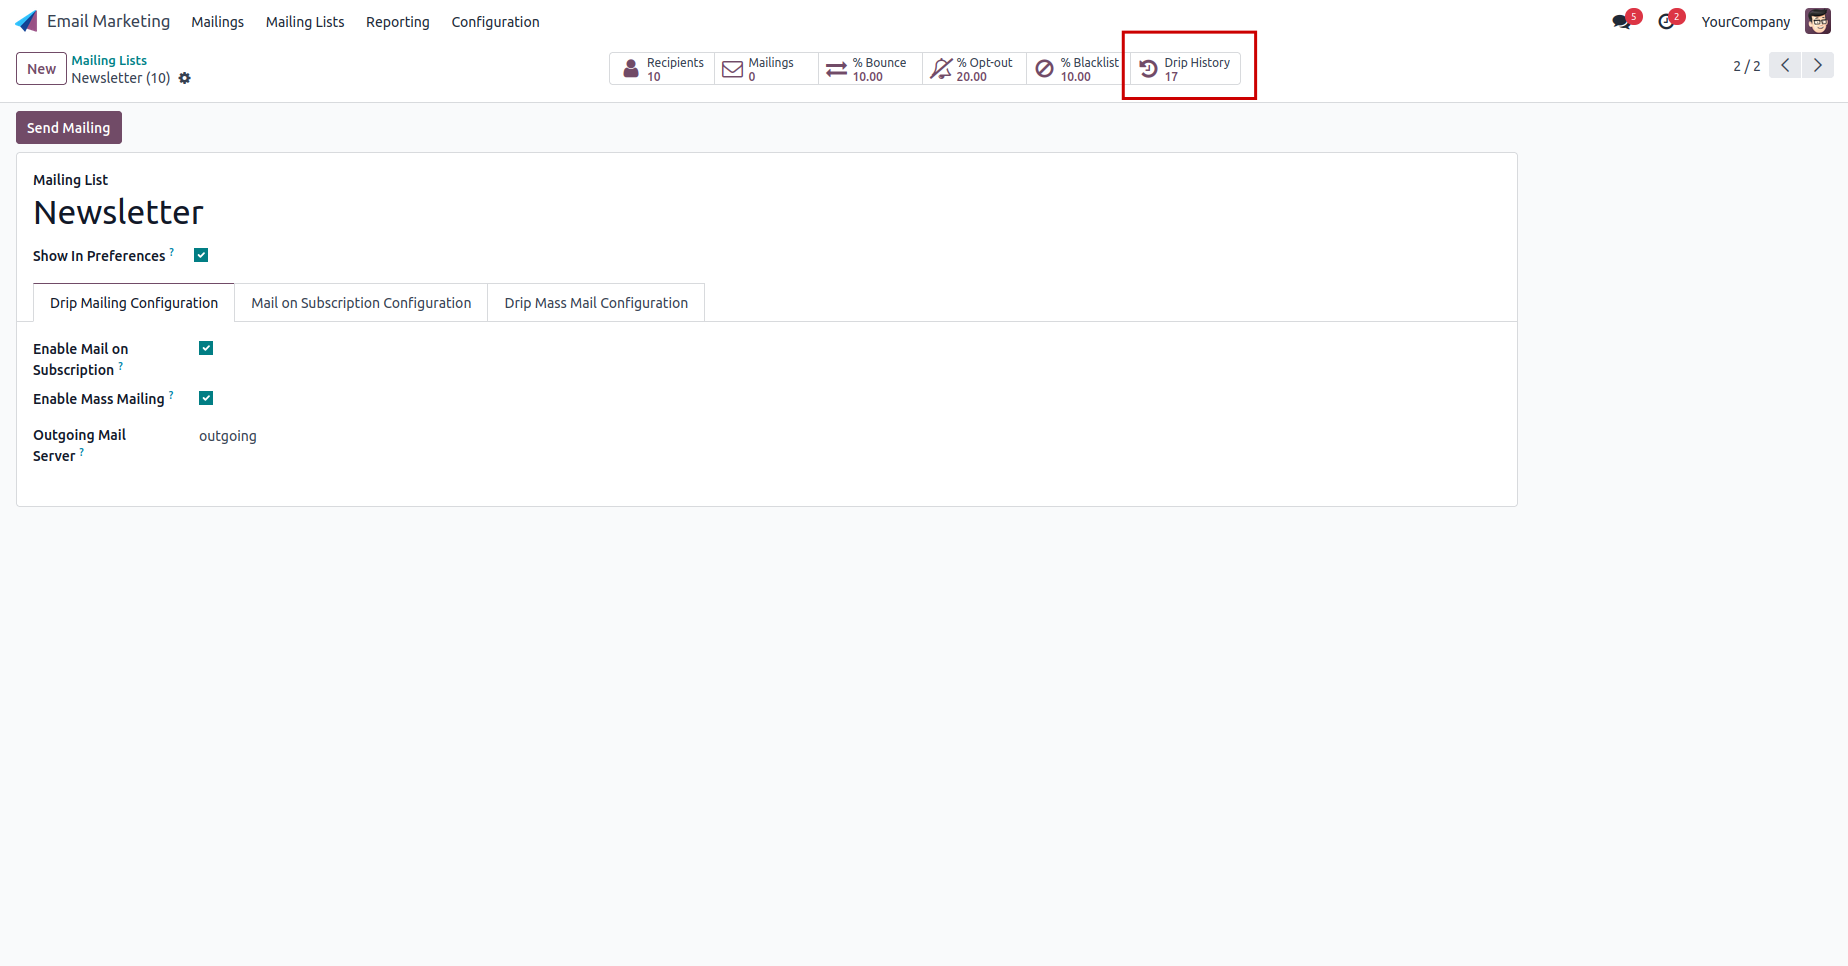 Email Marketing Mailings Mailing Lists Reporting Configuration 5 2 YourCompany
New Mailing Lists
Newsletter (10)
Recipients 10
Mailings 0
% Bounce 10.00
% Opt-out 20.00
% Blacklist 10.00
Drip History 17
2 / 2
Send Mailing
Mailing List
Newsletter
Show In Preferences ?
Drip Mailing Configuration Mail on Subscription Configuration Drip Mass Mail Configuration
Enable Mail on
Subscription ?
Enable Mass Mailing ?
Outgoing Mail outgoing
Server ?